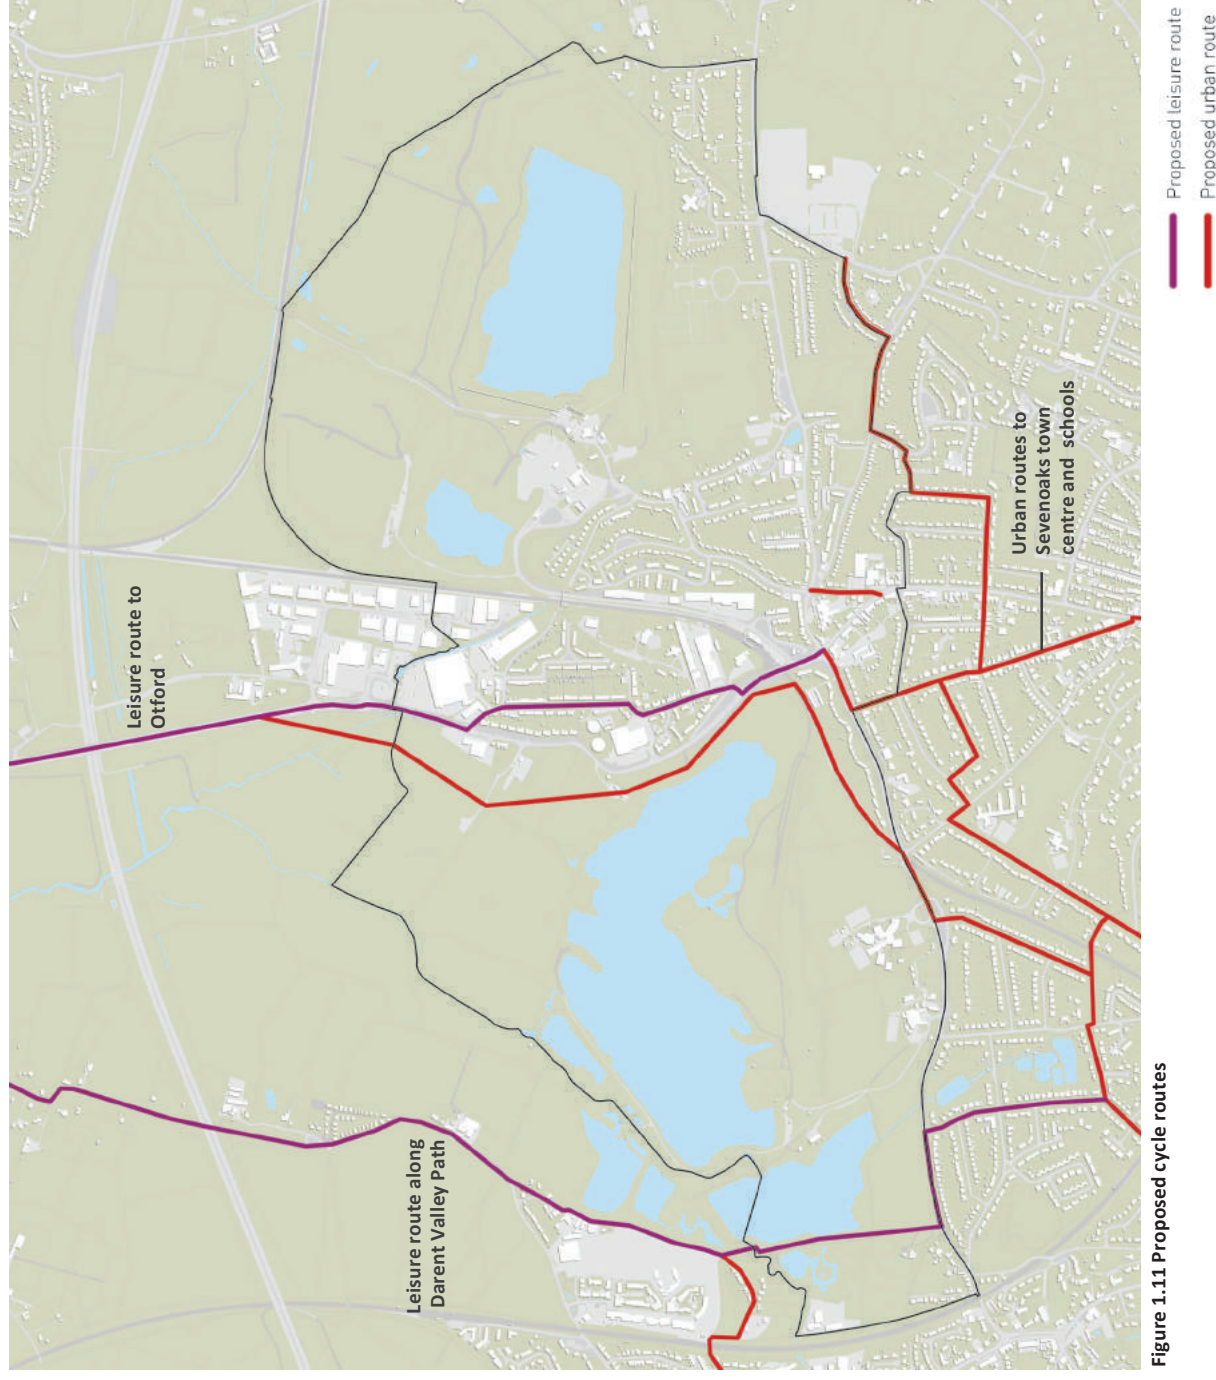 Leisure route to
Otford
Leisure route along
Darent Valley Path
Urban routes to
Sevenoaks town
centre and schools
Figure 1.11 Proposed cycle routes
Proposed leisure route
Proposed urban route